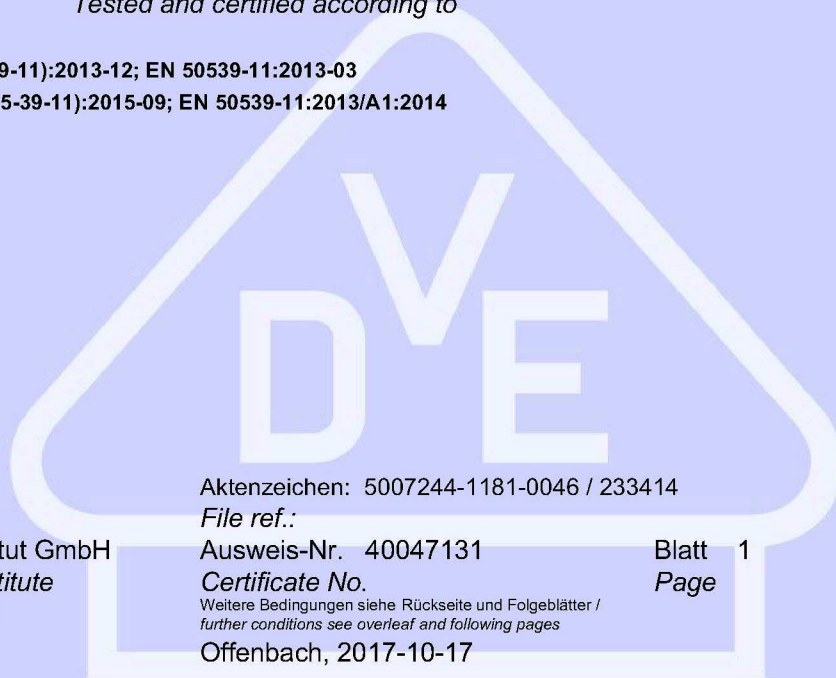 Tested and certified according to
9-11):2013-12; EN 50539-11:2013-03
5-39-11):2015-09; EN 50539-11:2013/A1:2014
VDE
Aktenzeichen: 5007244-1181-0046 / 233414
File ref.:
tut GmbH Ausweis-Nr. 40047131 Blatt 1
titute Certificate No. Page
Weitere Bedingungen siehe Rückseite und Folgeblätter /
further conditions see overleaf and following pages
Offenbach, 2017-10-17